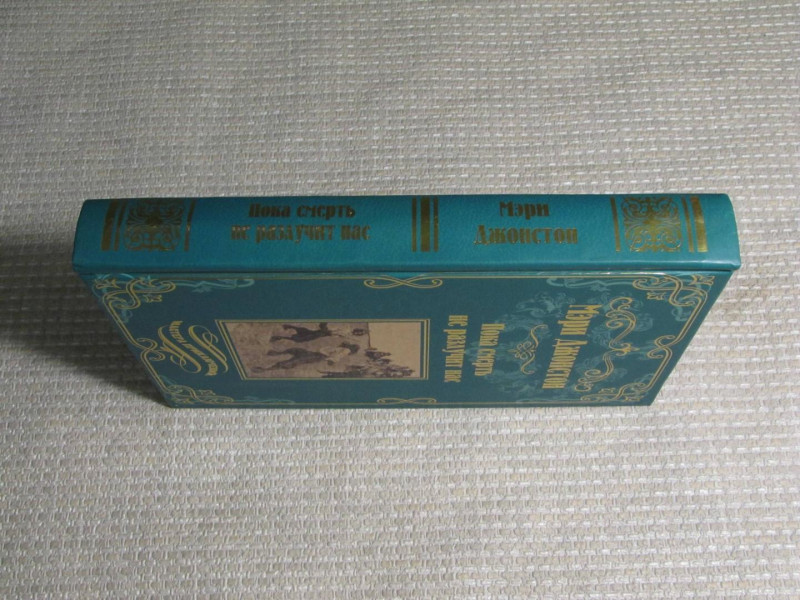 Пока смерть
не разлучит нас
Мэри
Джонстон
Мэри Джонстон
Пока смерть
не разлучит нас